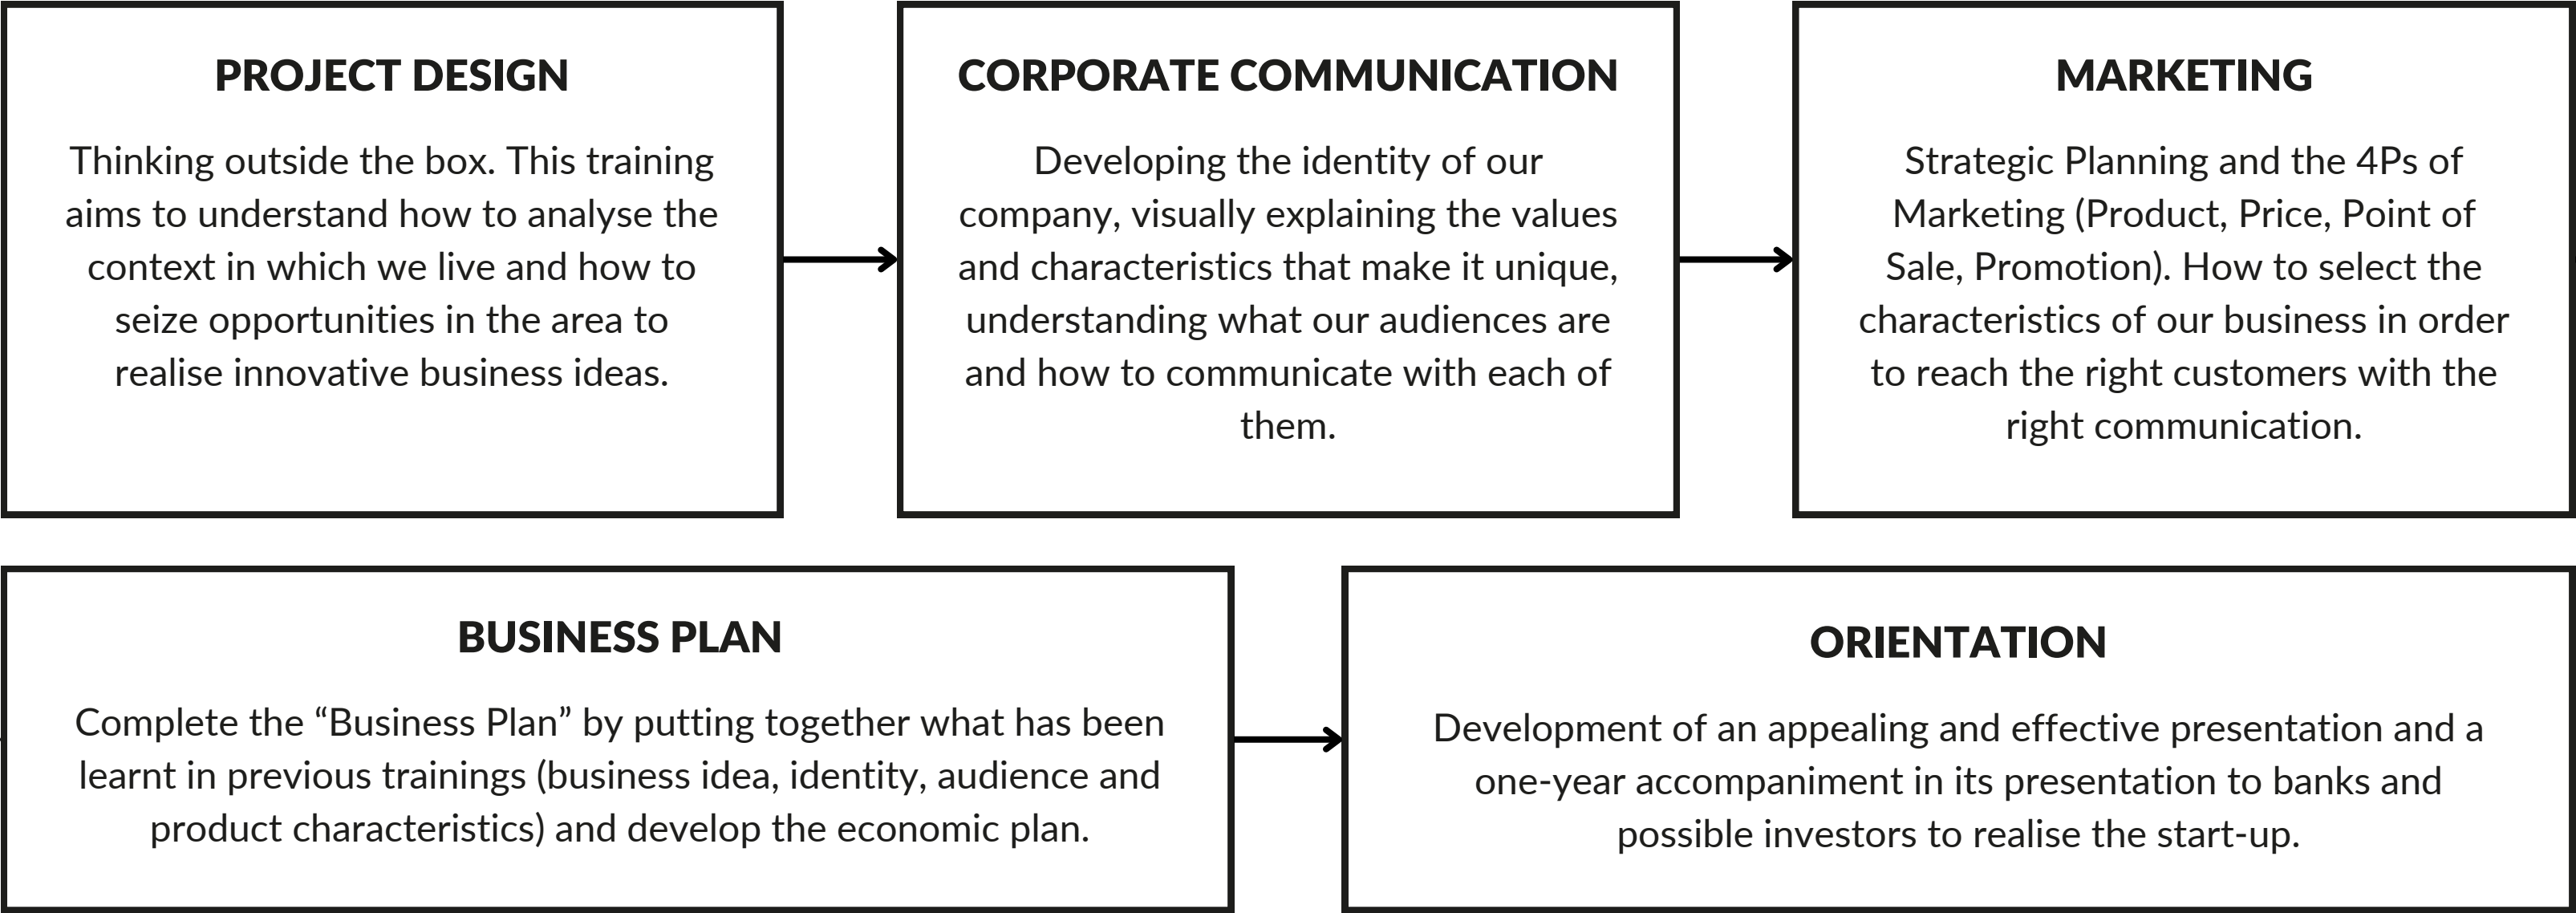 PROJECT DESIGN
Thinking outside the box. This training
aims to understand how to analyse the
context in which we live and how to
seize opportunities in the area to
realise innovative business ideas.
CORPORATE COMMUNICATION
Developing the identity of our
company, visually explaining the values
and characteristics that make it unique,
understanding what our audiences are
and how to communicate with each of
them.
MARKETING
Strategic Planning and the 4Ps of
Marketing (Product, Price, Point of
Sale, Promotion). How to select the
characteristics of our business in order
to reach the right customers with the
right communication.
BUSINESS PLAN
Complete the “Business Plan” by putting together what has been
learnt in previous trainings (business idea, identity, audience and
product characteristics) and develop the economic plan.
ORIENTATION
Development of an appealing and effective presentation and a
one-year accompaniment in its presentation to banks and
possible investors to realise the start-up.